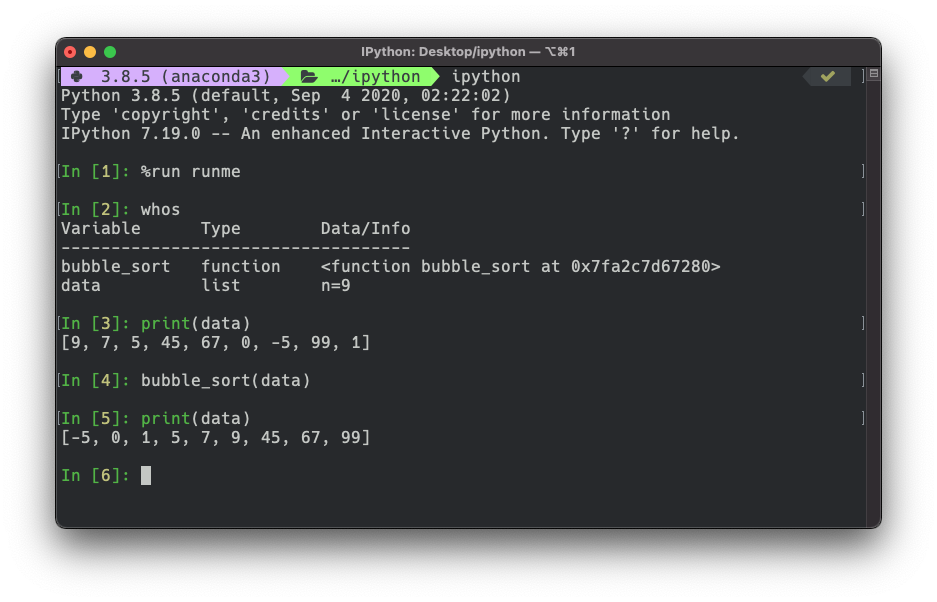 IPython: Desktop/ipython — ⌥⌘1
3.8.5 (anaconda3) …/ipython ipython
Python 3.8.5 (default, Sep  4 2020, 02:22:02)
Type 'copyright', 'credits' or 'license' for more information
IPython 7.19.0 -- An enhanced Interactive Python. Type '?' for help.
[In [1]: %run runme ]
[In [2]: whos ]
Variable      Type        Data/Info
-----------------------------------
bubble_sort   function    <function bubble_sort at 0x7fa2c7d67280>
data          list        n=9
[In [3]: print(data) ]
[9, 7, 5, 45, 67, 0, -5, 99, 1]
[In [4]: bubble_sort(data) ]
[In [5]: print(data) ]
[-5, 0, 1, 5, 7, 9, 45, 67, 99]
In [6]: